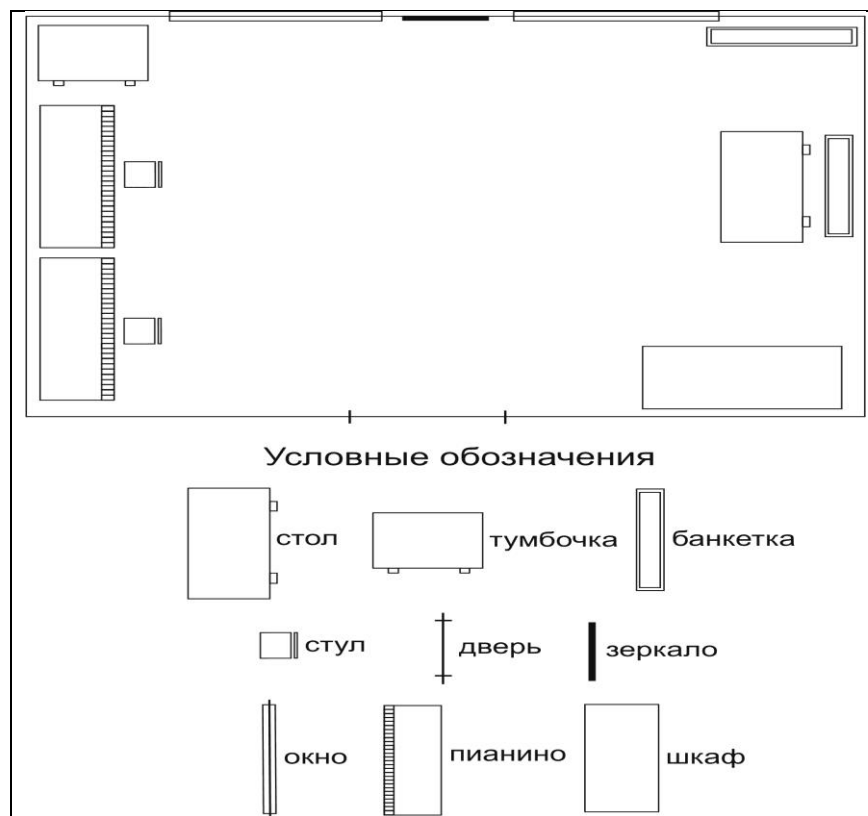 Условные обозначения
стол тумбочка банкетка
стул дверь зеркало
окно пианино шкаф